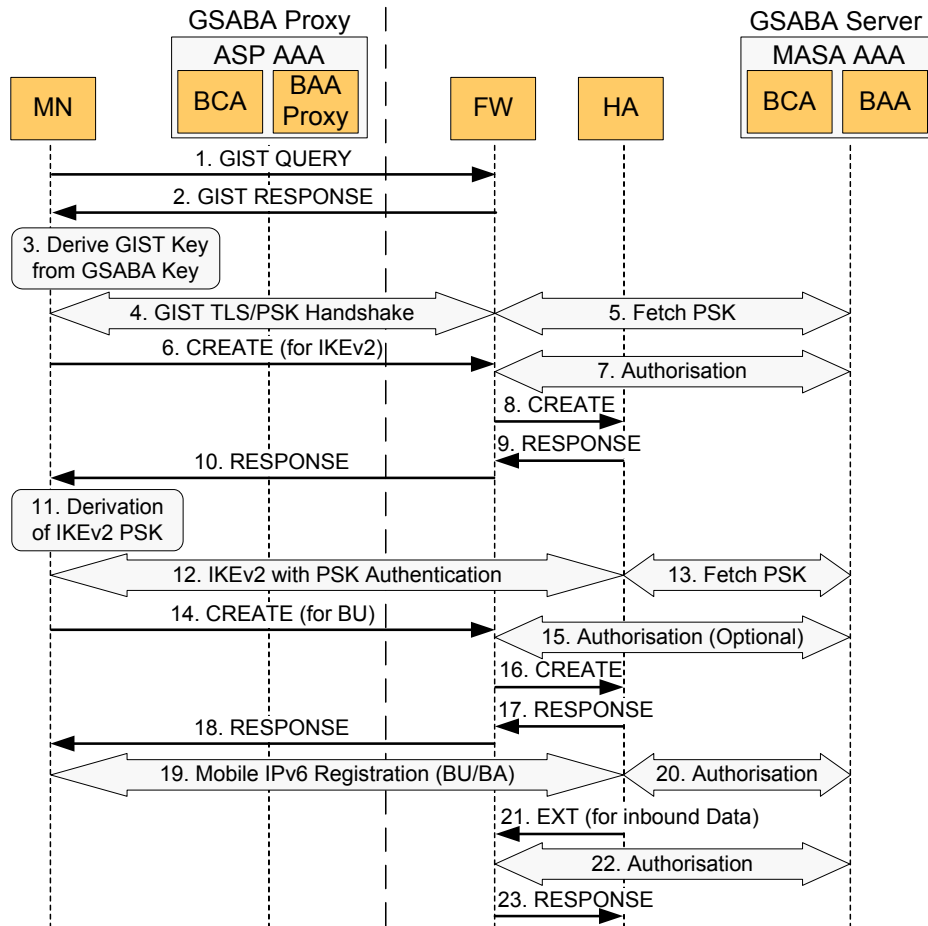 GSABA Proxy
GSABA Server
ASP AAA
MASA AAA
MN
BCA
BAA
Proxy
FW
HA
BCA
BAA
1. GIST QUERY
2. GIST RESPONSE
3. Derive GIST Key
from GSABA Key
4. GIST TLS/PSK Handshake
5. Fetch PSK
6. CREATE (for IKEv2)
7. Authorisation
8. CREATE
9. RESPONSE
10. RESPONSE
11. Derivation
of IKEv2 PSK
12. IKEv2 with PSK Authentication
13. Fetch PSK
14. CREATE (for BU)
15. Authorisation (Optional)
16. CREATE
17. RESPONSE
18. RESPONSE
19. Mobile IPv6 Registration (BU/BA)
20. Authorisation
21. EXT (for inbound Data)
22. Authorisation
23. RESPONSE